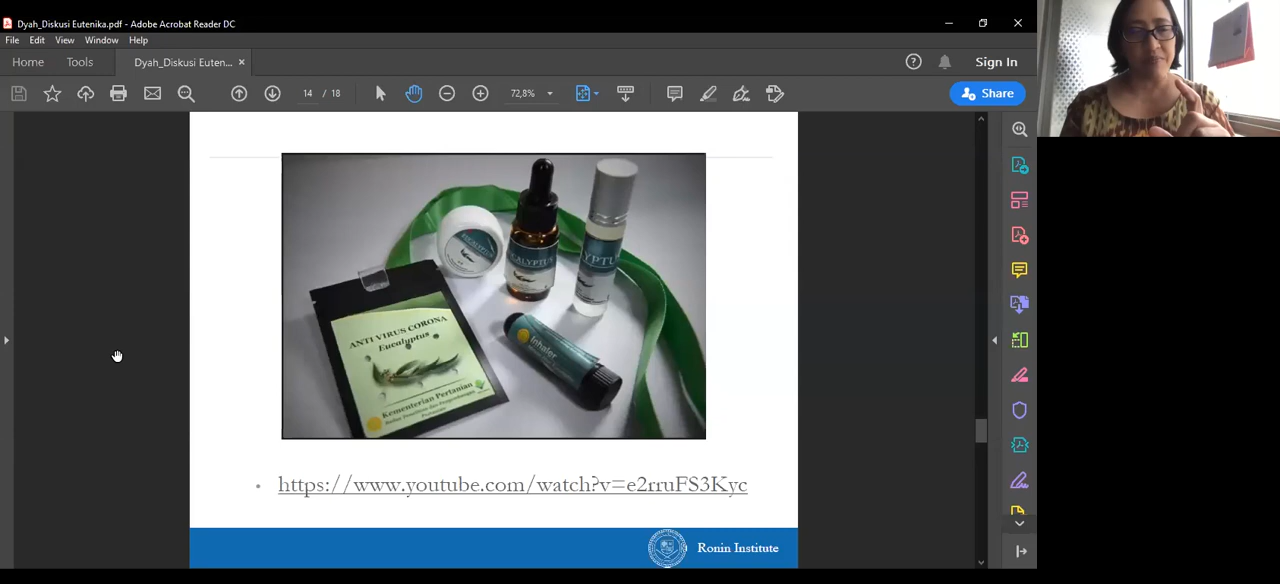 Dyah_Diskusi Eutenika.pdf - Adobe Acrobat Reader DC
File Edit View Window Help
Home Tools Dyah_Diskusi Euten... ×
Sign In
14 / 18
72,8%
Share
EUCALYPTUS
ANTI VIRUS CORONA
Eucalyptus
Kementerian Pertanian
Inhaler
• https://www.youtube.com/watch?v=e2rruFS3Kyc
Ronin Institute